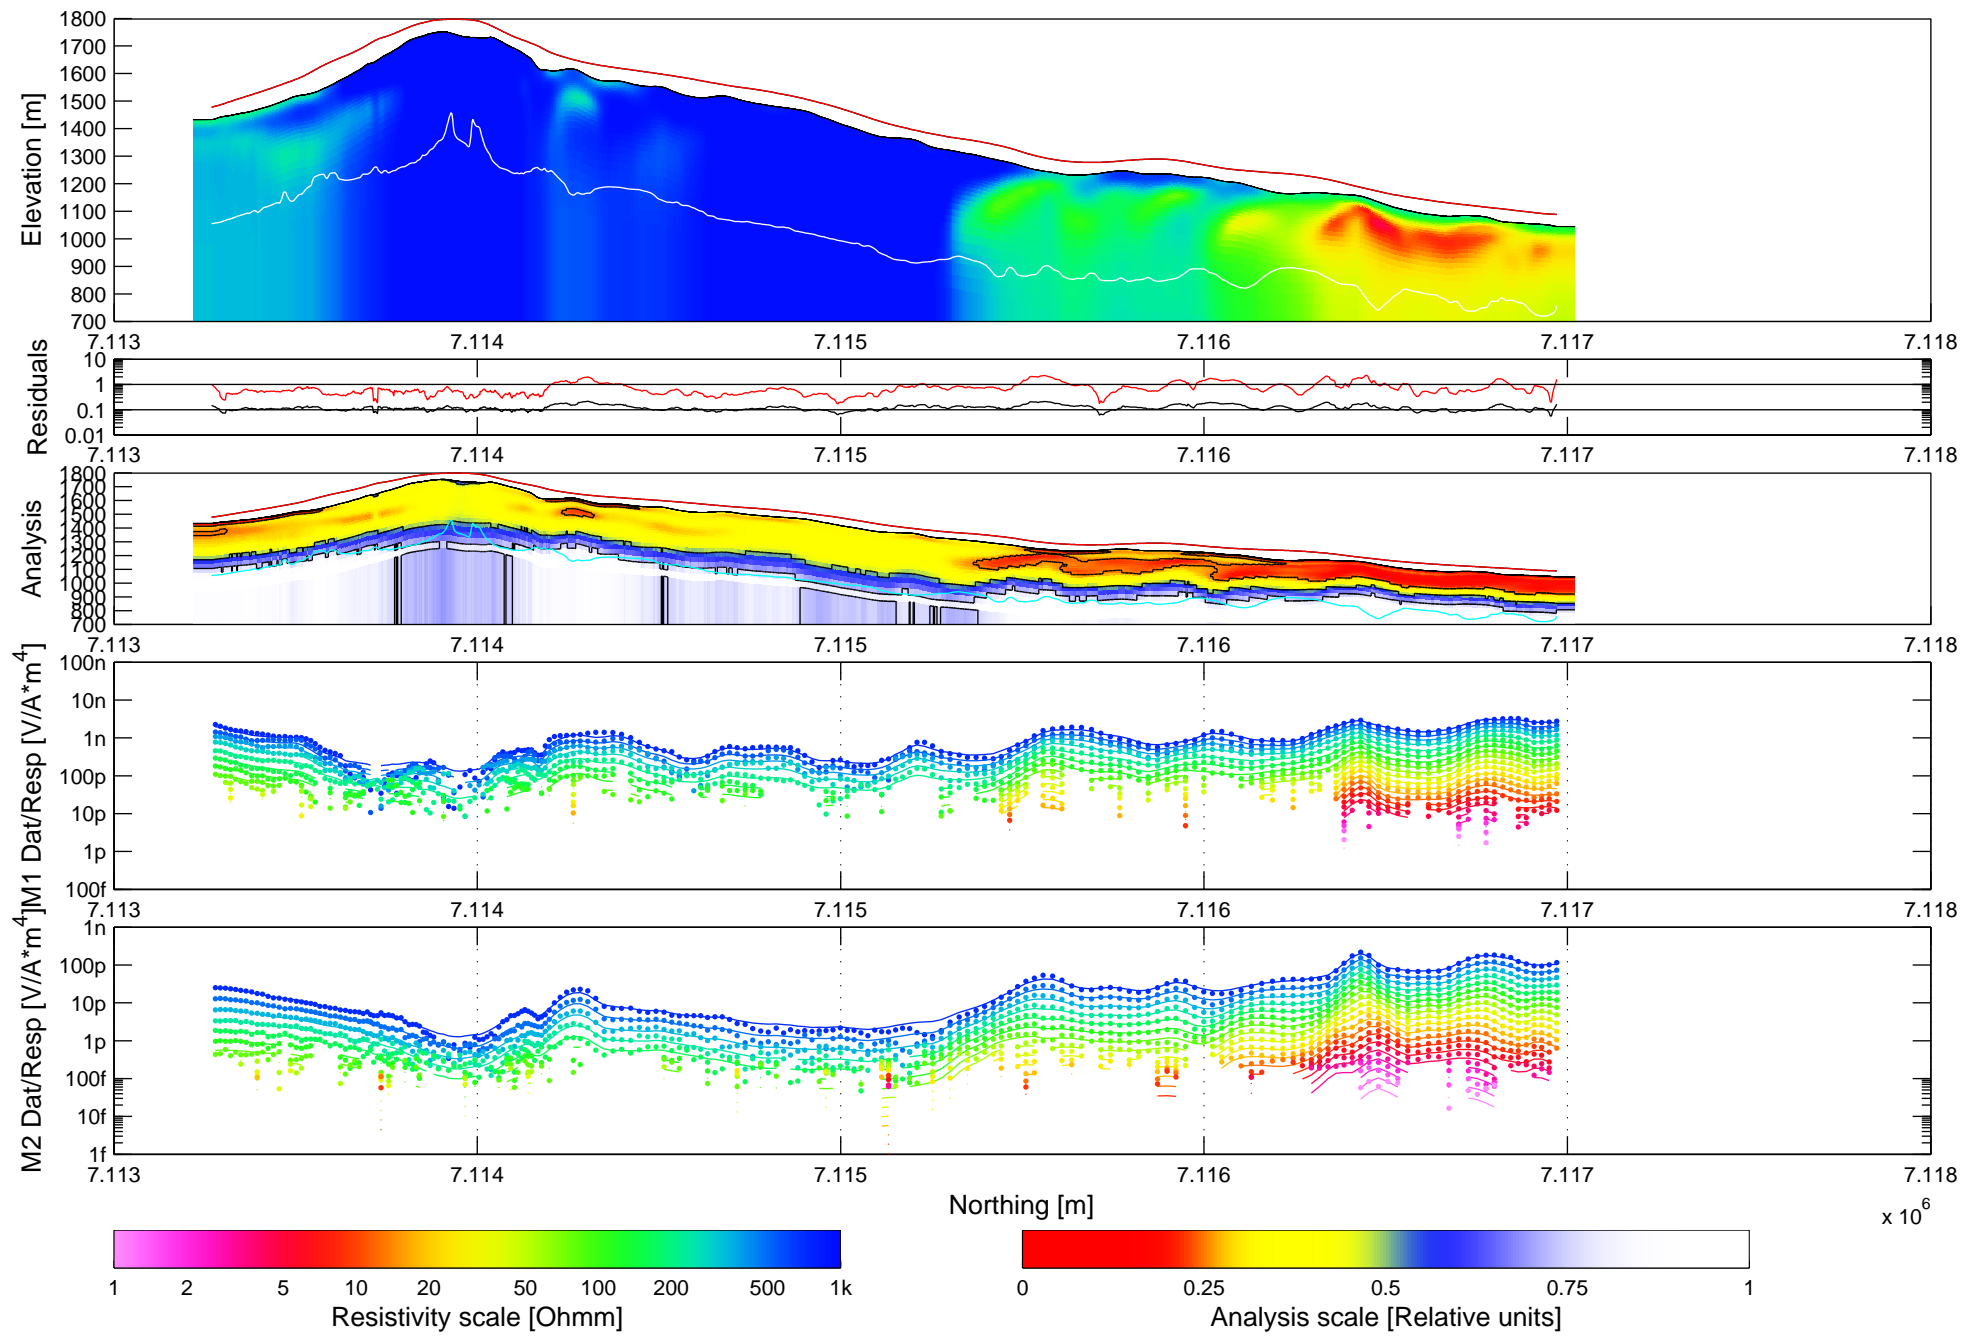 1800
1700
1600
1500
1400
1300
1200
1100
1000
900
800
700
Elevation [m]
7.113 7.114 7.115 7.116 7.117 7.118
10
1
0.1
0.01
Residuals
7.113 7.114 7.115 7.116 7.117 7.118
1800
1700
1600
1500
1400
1300
1200
1100
1000
900
800
700
Analysis
7.113 7.114 7.115 7.116 7.117 7.118
100n
10n
1n
100p
10p
1p
100f
M1 Dat/Resp [V/A*m^4]
7.113 7.114 7.115 7.116 7.117 7.118
1n
100p
10p
1p
100f
10f
1f
M2 Dat/Resp [V/A*m^4]
7.113 7.114 7.115 7.116 7.117 7.118
Northing [m]
x 10^6
1 2 5 10 20 50 100 200 500 1k
Resistivity scale [Ohmm]
0 0.25 0.5 0.75 1
Analysis scale [Relative units]